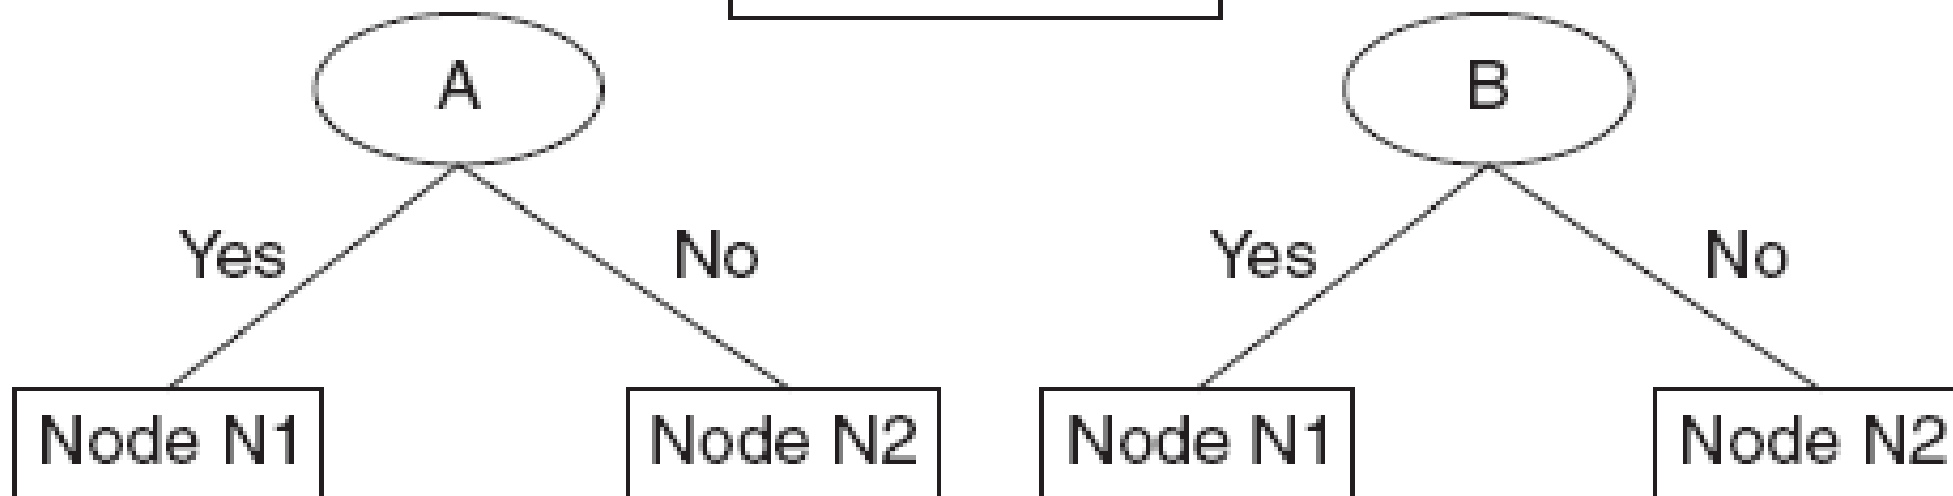 A B
Yes No Yes No
Node N1 Node N2 Node N1 Node N2